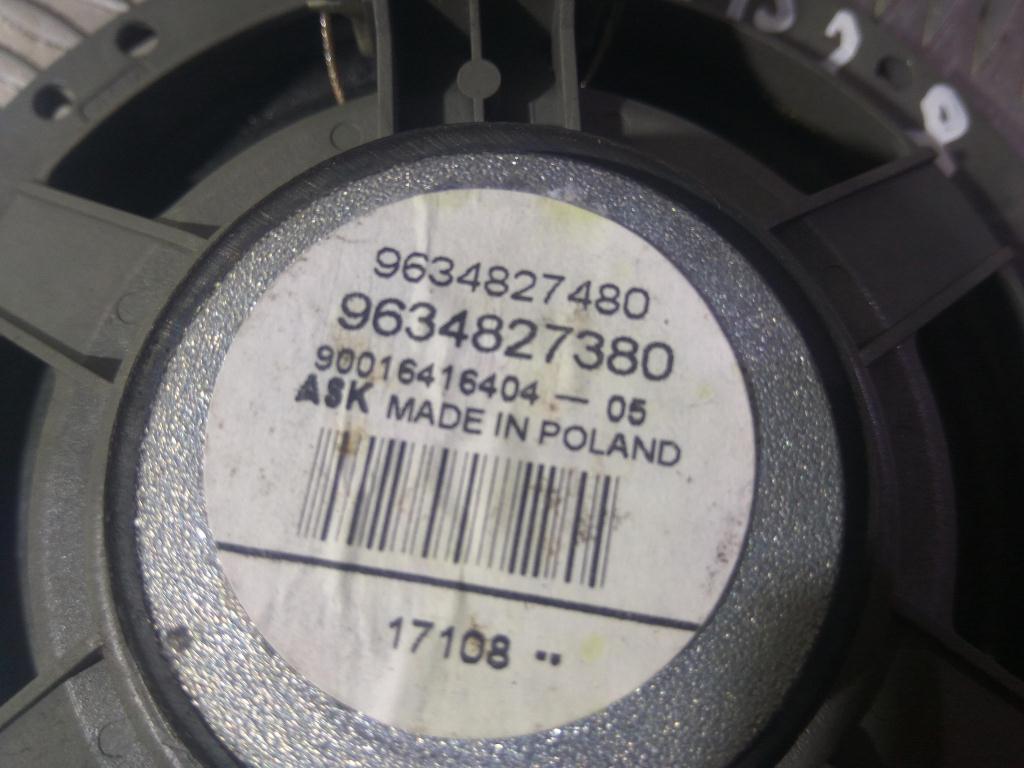 9634827480
9634827380
90016416404 — 05
ASK MADE IN POLAND
17108 ••